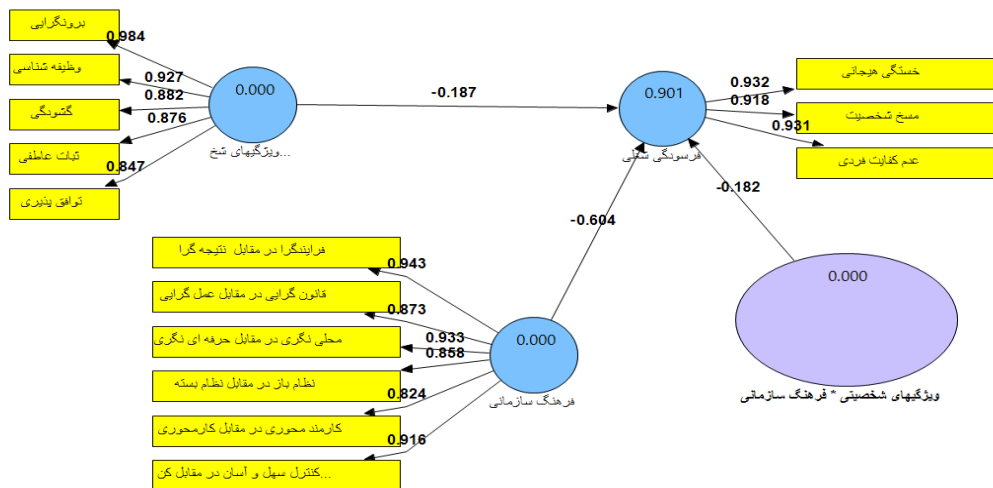 برونگرایی
0.984
وظیفه شناسی
0.927
گشودگی
0.882
ثبات عاطفی
0.876
توافق پذیری
0.847
0.000
ویژگیهای شخ...
-0.187
0.901
فرسودگی شغلی
خستگی هیجانی
0.932
مسخ شخصیت
0.918
عدم کفایت فردی
0.931
-0.604
-0.182
فرایندگرا در مقابل نتیجه گرا
0.943
قانون گرایی در مقابل عمل گرایی
0.873
محلی نگری در مقابل حرفه ای نگری
0.933
نظام باز در مقابل نظام بسته
0.858
کارمند محوری در مقابل کارمحوری
0.824
کنترل سهل و آسان در مقابل کن...
0.916
0.000
فرهنگ سازمانی
0.000
ویژگیهای شخصیتی * فرهنگ سازمانی